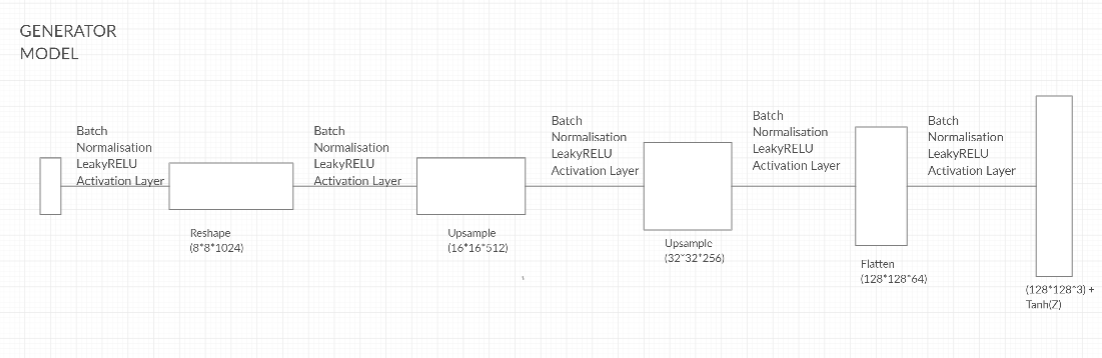 GENERATOR
MODEL
Batch
Normalisation
LeakyRELU
Activation Layer
Batch
Normalisation
LeakyRELU
Activation Layer
Batch
Normalisation
LeakyRELU
Activation Layer
Batch
Normalisation
LeakyRELU
Activation Layer
Batch
Normalisation
LeakyRELU
Activation Layer
Reshape
(8*8*1024)
Upsample
(16*16*512)
Upsample
(32*32*256)
Flatten
(128*128*64)
(128*128*3) +
Tanh(Z)